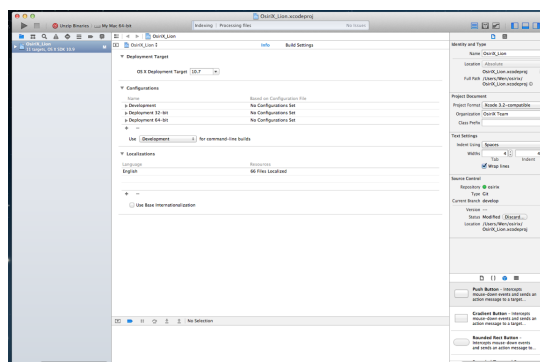 OsiriX_Lion.xcodeproj
Unzip Binaries
My Mac 64-bit
Indexing | Processing files
No Issues
OsiriX_Lion
11 targets, OS X SDK 10.9
M
OsiriX_Lion
OsiriX_Lion
Info
Build Settings
Deployment Target
OS X Deployment Target 10.7
Configurations
Name
Based on Configuration File
Development
No Configurations Set
Deployment 32-bit
No Configurations Set
Deployment 64-bit
No Configurations Set
+ −
Use Development for command-line builds
Localizations
Language
Resources
English
66 Files Localized
+ −
Use Base Internationalization
No Selection
Identity and Type
Name OsiriX_Lion
Location Absolute
OsiriX_Lion.xcodeproj
Full Path /Users/Wen/osirix/
OsiriX_Lion.xcodeproj
Project Document
Project Format Xcode 3.2-compatible
Organization OsiriX Team
Class Prefix
Text Settings
Indent Using Spaces
Widths 4 4
Tab Indent
Wrap lines
Source Control
Repository osirix
Type Git
Current Branch develop
Version --
Status Modified Discard...
Location /Users/Wen/osirix/
OsiriX_Lion.xcodeproj
Push Button - Intercepts
mouse-down events and sends an
action message to a target...
Gradient Button - Intercepts
mouse-down events and sends an
action message to a target...
Rounded Rect Button -
Intercepts mouse-down events
and sends an action message to...